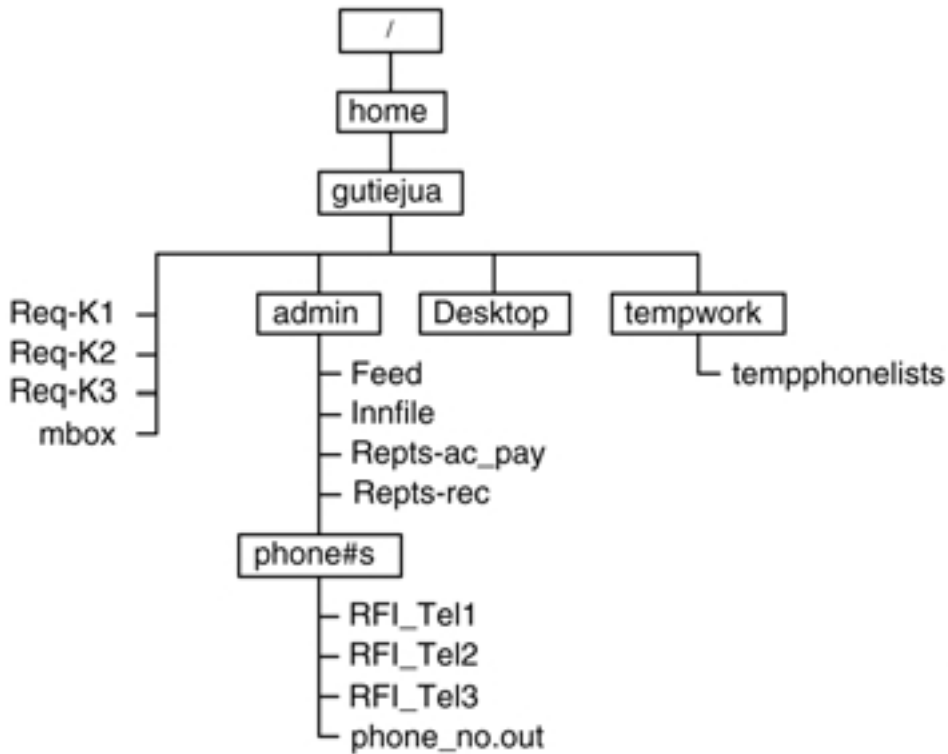 /
home
gutiejua
admin
Desktop
tempwork
Req-K1
Req-K2
Req-K3
mbox
Feed
Innfile
Repts-ac_pay
Repts-rec
tempphonelists
phone#s
RFI_Tel1
RFI_Tel2
RFI_Tel3
phone_no.out